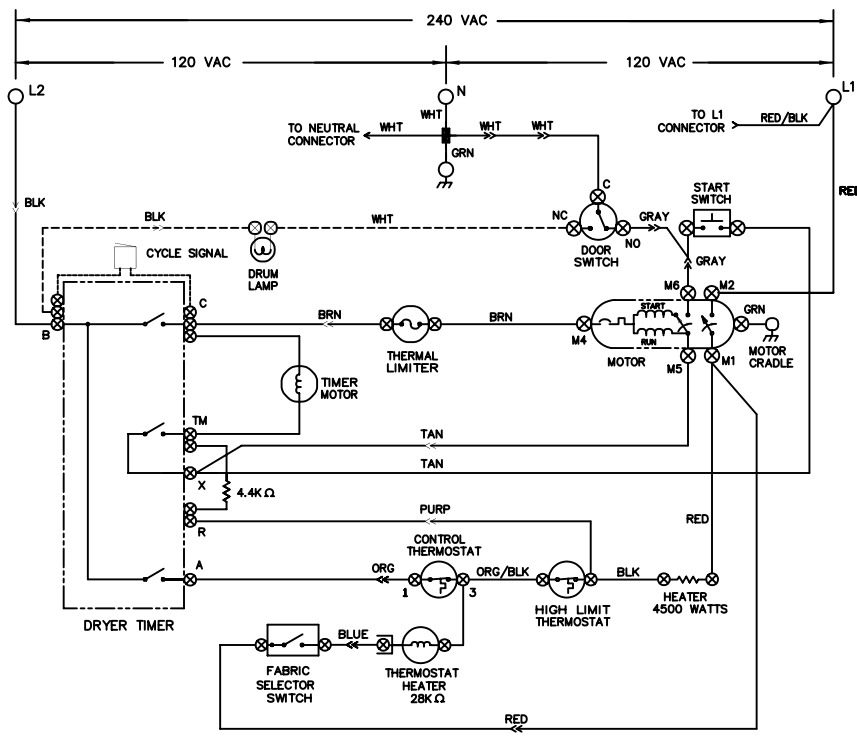 240 VAC
120 VAC
120 VAC
L2
N
L1
WHT
TO NEUTRAL
CONNECTOR
WHT
WHT
WHT
TO L1
CONNECTOR
RED/BLK
GRN
C
START
SWITCH
RED
BLK
BLK
WHT
NC
GRAY
NO
DOOR
SWITCH
GRAY
CYCLE SIGNAL
DRUM
LAMP
M6
M2
C
B
BRN
BRN
START
GRN
M4
RUN
THERMAL
LIMITER
MOTOR
M5
M1
MOTOR
CRADLE
TIMER
MOTOR
TM
TAN
TAN
X
4.4KΩ
PURP
R
RED
CONTROL
THERMOSTAT
A
ORG
ORG/BLK
BLK
1
3
HEATER
4500 WATTS
HIGH LIMIT
THERMOSTAT
DRYER TIMER
BLUE
FABRIC
SELECTOR
SWITCH
THERMOSTAT
HEATER
28KΩ
RED